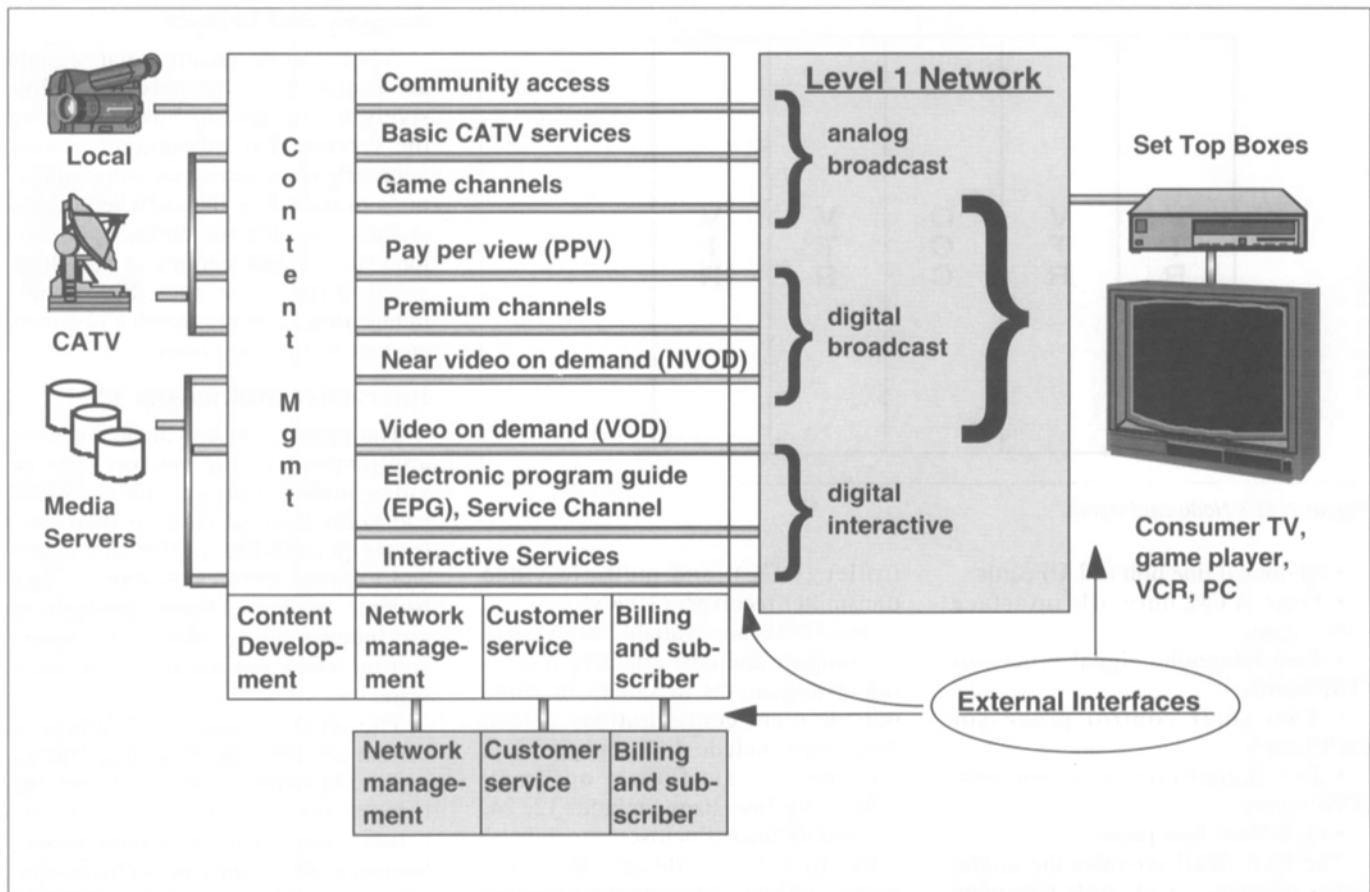 Local
CATV
Media
Servers
Content
Mgmt
Community access
Basic CATV services
Game channels
Pay per view (PPV)
Premium channels
Near video on demand (NVOD)
Video on demand (VOD)
Electronic program guide
(EPG), Service Channel
Interactive Services
Level 1 Network
analog
broadcast
digital
broadcast
digital
interactive
Set Top Boxes
Consumer TV,
game player,
VCR, PC
Content
Develop-
ment
Network
manage-
ment
Customer
service
Billing
and sub-
scriber
External Interfaces
Network
manage-
ment
Customer
service
Billing
and sub-
scriber